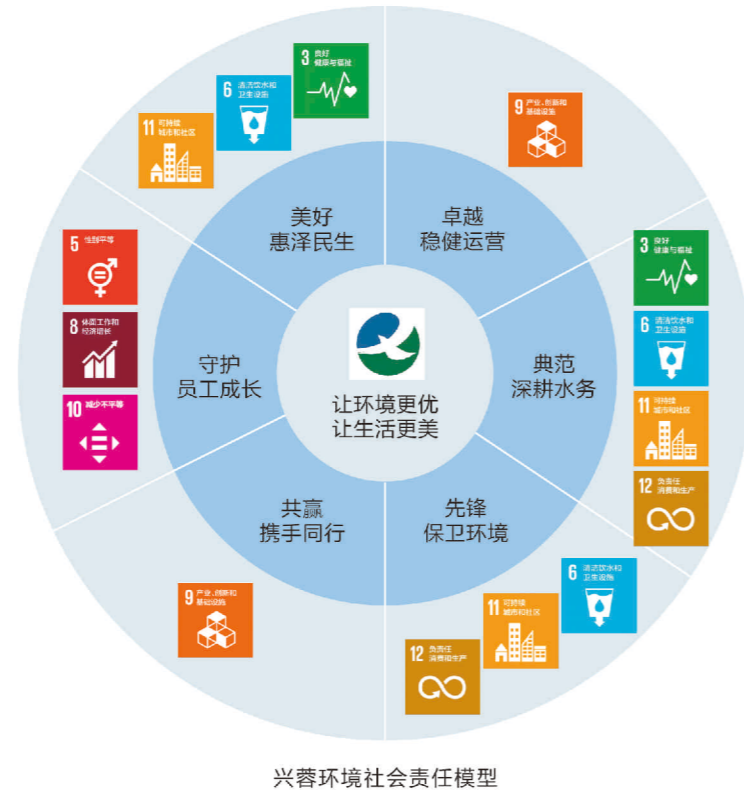 3 良好
健康与福祉
6 清洁饮水和
卫生设施
11 可持续
城市和社区
9 产业、创新和
基础设施
美好
惠泽民生
卓越
稳健运营
5 性别平等
8 体面工作和
经济增长
10 减少不平等
守护
员工成长
让环境更优
让生活更美
典范
深耕水务
3 良好
健康与福祉
6 清洁饮水和
卫生设施
11 可持续
城市和社区
12 负责任
消费和生产
共赢
携手同行
先锋
保卫环境
9 产业、创新和
基础设施
12 负责任
消费和生产
11 可持续
城市和社区
6 清洁饮水和
卫生设施
兴蓉环境社会责任模型